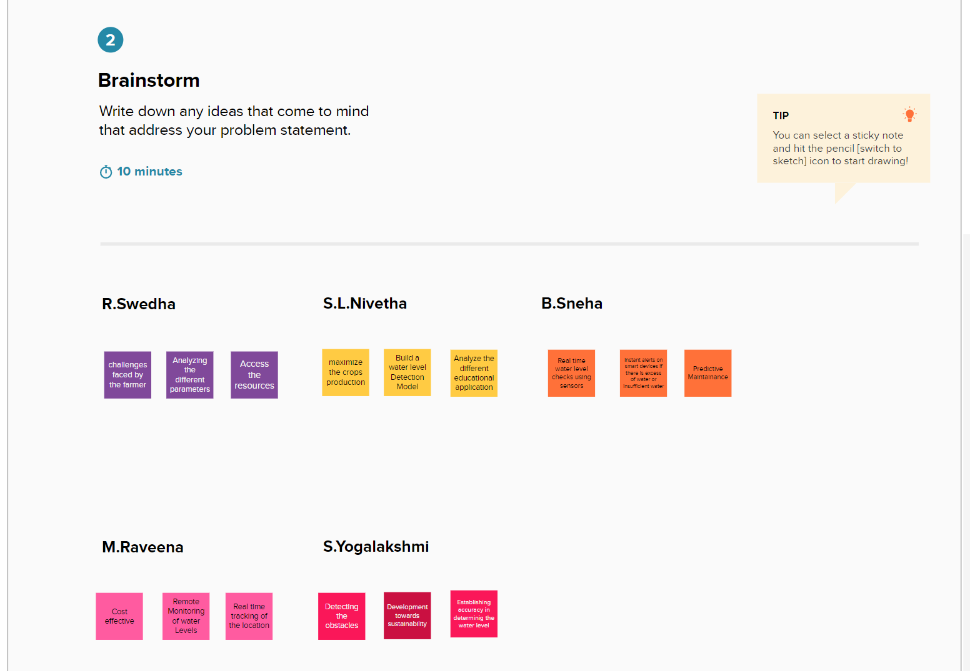 2
Brainstorm
Write down any ideas that come to mind
that address your problem statement.
10 minutes
TIP
You can select a sticky note
and hit the pencil [switch to
sketch] icon to start drawing!
R.Swedha
challenges
faced by
the farmer
Analyzing
the
different
parameters
Access
the
resources
S.L.Nivetha
maximize
the crops
production
Build a
water level
Detection
Model
Analyze the
different
educational
application
B.Sneha
Real time
water level
checks using
sensors
Instant alerts on
smart devices if
there is excess
of water or
insufficient water
Predictive
Maintainance
M.Raveena
Cost
effective
Remote
Monitoring
of water
Levels
Real time
tracking of
the location
S.Yogalakshmi
Detecting
the
obstacles
Development
towards
sustainability
Establishing
accuracy in
determing the
water level